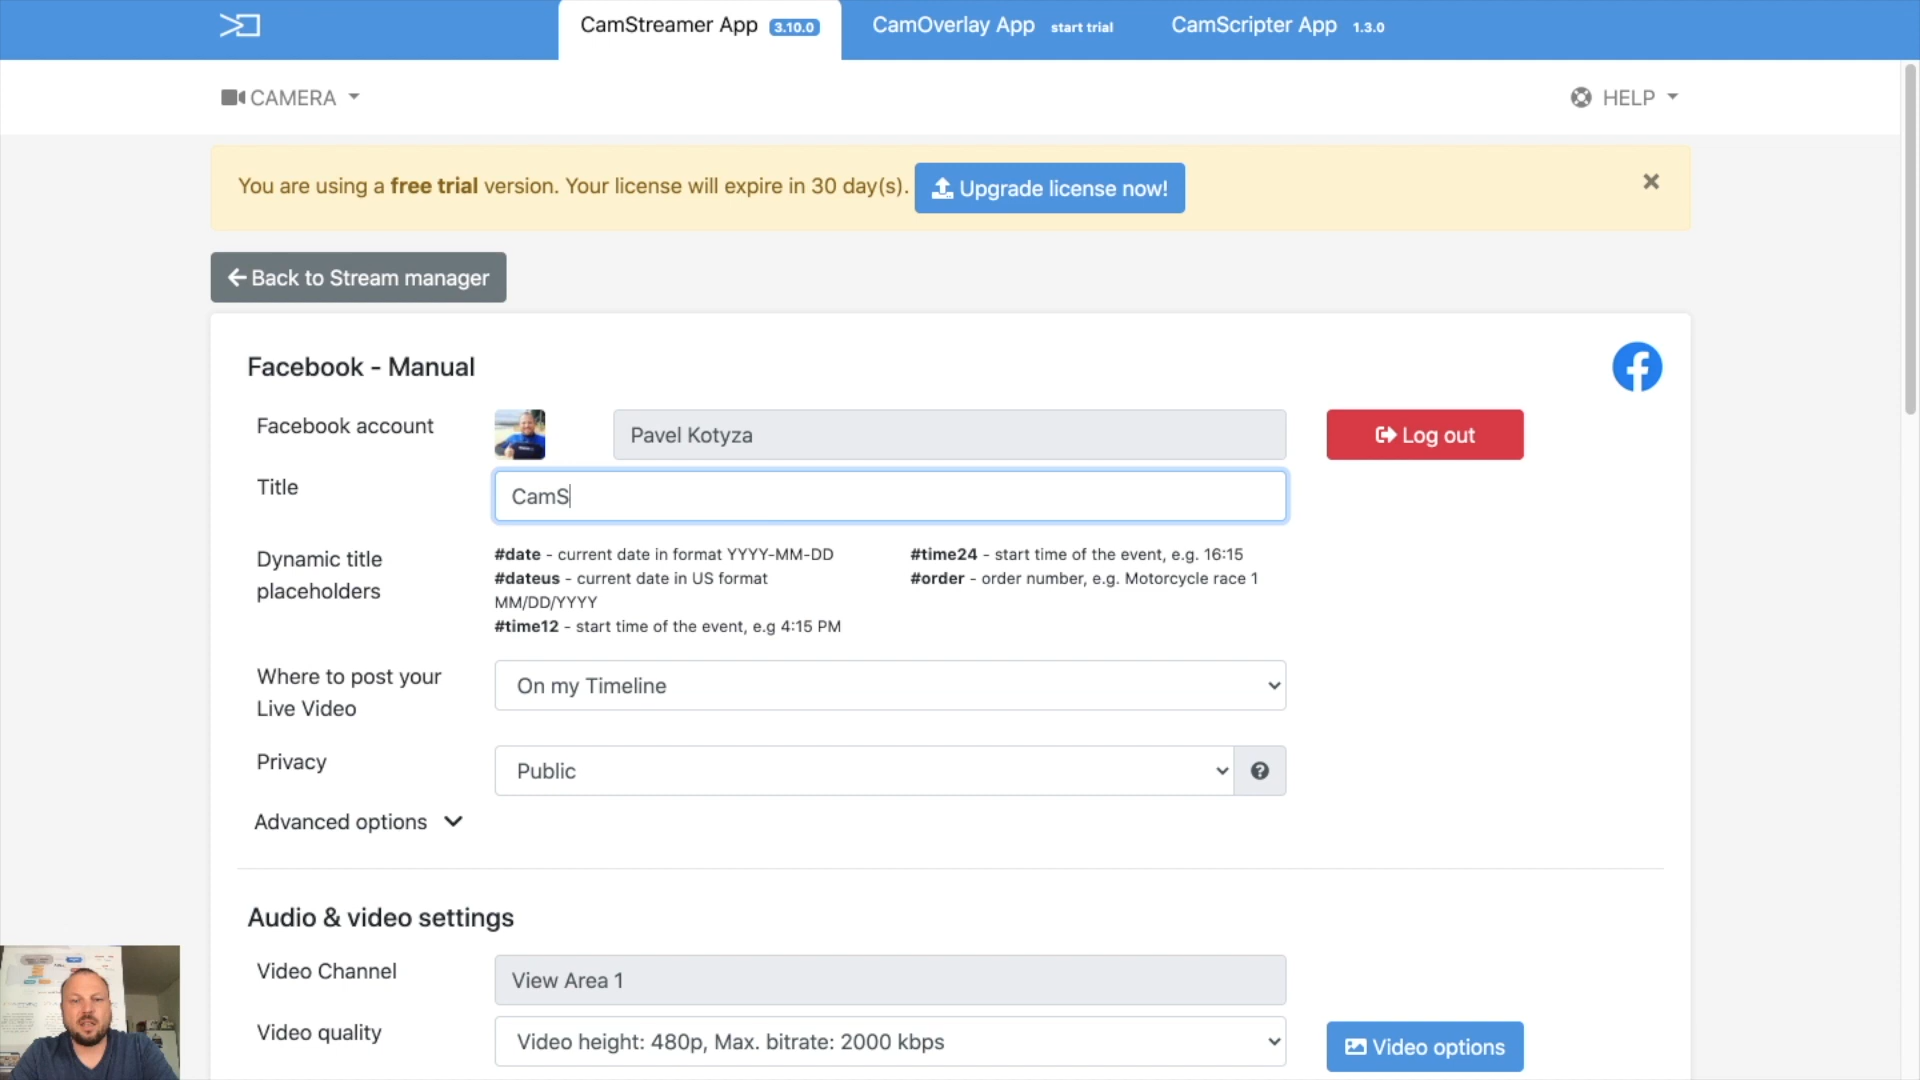 CamStreamer App 3.10.0
CamOverlay App start trial
CamScripter App 1.3.0
CAMERA
HELP
You are using a free trial version. Your license will expire in 30 day(s).
Upgrade license now!
×
Back to Stream manager
Facebook - Manual
Facebook account
Pavel Kotyza
Log out
Title
CamS
Dynamic title
placeholders
#date - current date in format YYYY-MM-DD
#dateus - current date in US format
MM/DD/YYYY
#time12 - start time of the event, e.g 4:15 PM
#time24 - start time of the event, e.g. 16:15
#order - order number, e.g. Motorcycle race 1
Where to post your
Live Video
On my Timeline
Privacy
Public
?
Advanced options
Audio & video settings
Video Channel
View Area 1
Video quality
Video height: 480p, Max. bitrate: 2000 kbps
Video options